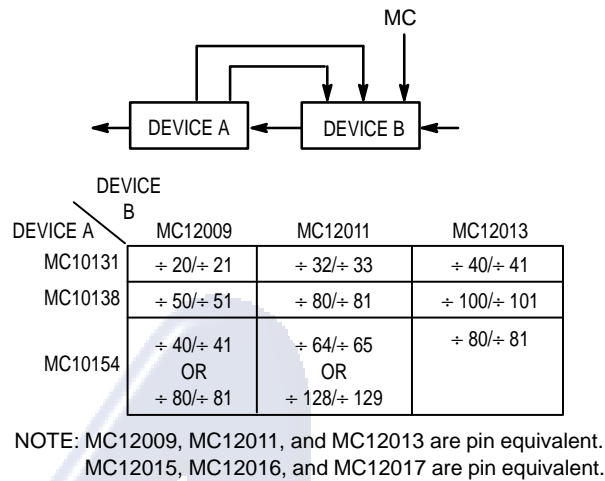 MC
DEVICE A
DEVICE B
DEVICE
B
DEVICE A
MC12009 MC12011 MC12013
MC10131 ÷ 20/÷ 21 ÷ 32/÷ 33 ÷ 40/÷ 41
MC10138 ÷ 50/÷ 51 ÷ 80/÷ 81 ÷ 100/÷ 101
MC10154
÷ 40/÷ 41
OR
÷ 80/÷ 81
÷ 64/÷ 65
OR
÷ 128/÷ 129
÷ 80/÷ 81
NOTE: MC12009, MC12011, and MC12013 are pin equivalent.
MC12015, MC12016, and MC12017 are pin equivalent.